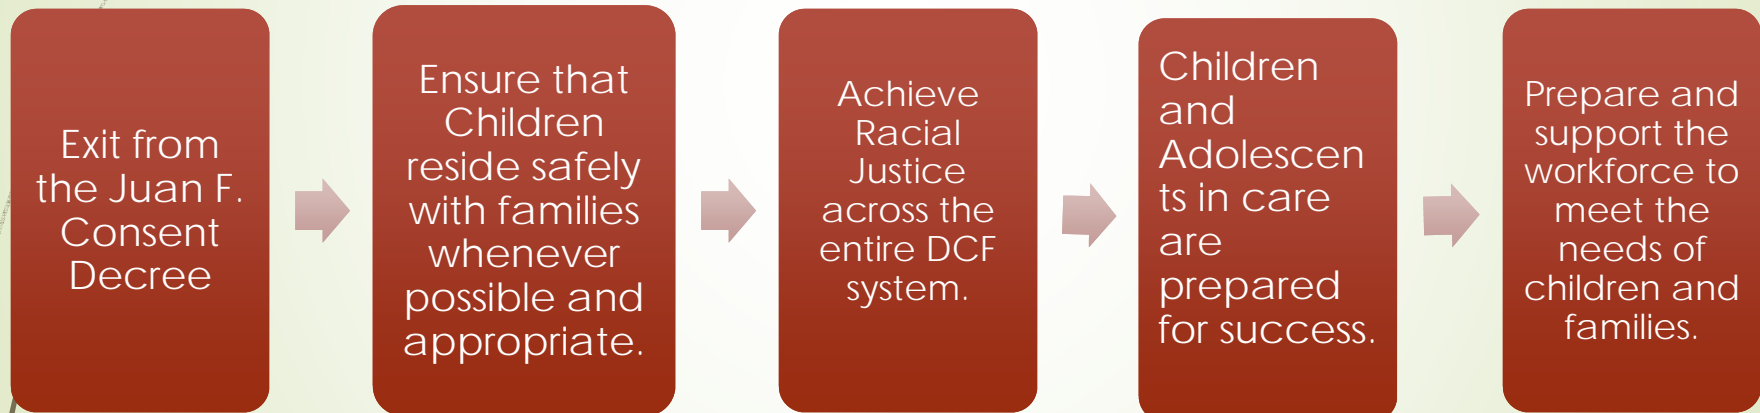 Exit from
the Juan F.
Consent
Decree
Ensure that
Children
reside safely
with families
whenever
possible and
appropriate.
Achieve
Racial
Justice
across the
entire DCF
system.
Children
and
Adolescen
ts in care
are
prepared
for success.
Prepare and
support the
workforce to
meet the
needs of
children and
families.